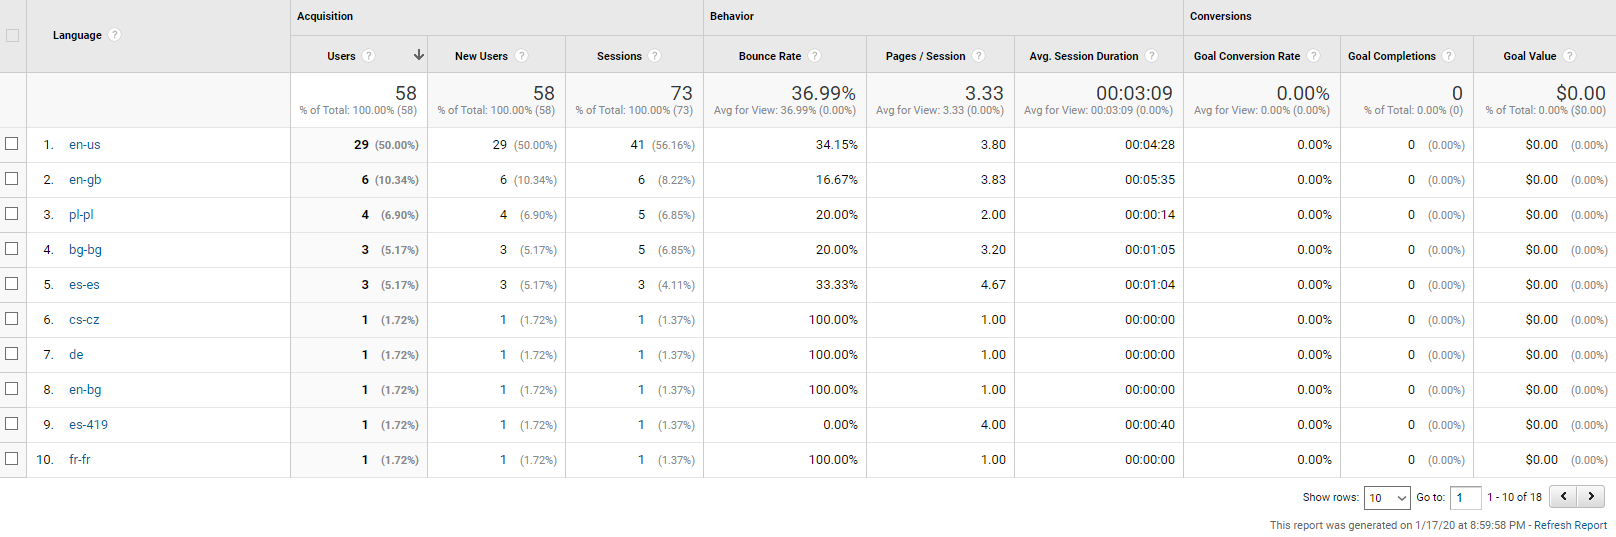 Acquisition Behavior Conversions
Language ?
Users ? New Users ? Sessions ? Bounce Rate ? Pages / Session ? Avg. Session Duration ? Goal Conversion Rate ? Goal Completions ? Goal Value ?
58 58 73 36.99% 3.33 00:03:09 0.00% 0 $0.00
% of Total: 100.00% (58) % of Total: 100.00% (58) % of Total: 100.00% (73) Avg for View: 36.99% (0.00%) Avg for View: 3.33 (0.00%) Avg for View: 00:03:09 (0.00%) Avg for View: 0.00% (0.00%) % of Total: 0.00% (0) % of Total: 0.00% ($0.00)
1. en-us 29 (50.00%) 29 (50.00%) 41 (56.16%) 34.15% 3.80 00:04:28 0.00% 0 (0.00%) $0.00 (0.00%)
2. en-gb 6 (10.34%) 6 (10.34%) 6 (8.22%) 16.67% 3.83 00:05:35 0.00% 0 (0.00%) $0.00 (0.00%)
3. pl-pl 4 (6.90%) 4 (6.90%) 5 (6.85%) 20.00% 2.00 00:00:14 0.00% 0 (0.00%) $0.00 (0.00%)
4. bg-bg 3 (5.17%) 3 (5.17%) 5 (6.85%) 20.00% 3.20 00:01:05 0.00% 0 (0.00%) $0.00 (0.00%)
5. es-es 3 (5.17%) 3 (5.17%) 3 (4.11%) 33.33% 4.67 00:01:04 0.00% 0 (0.00%) $0.00 (0.00%)
6. cs-cz 1 (1.72%) 1 (1.72%) 1 (1.37%) 100.00% 1.00 00:00:00 0.00% 0 (0.00%) $0.00 (0.00%)
7. de 1 (1.72%) 1 (1.72%) 1 (1.37%) 100.00% 1.00 00:00:00 0.00% 0 (0.00%) $0.00 (0.00%)
8. en-bg 1 (1.72%) 1 (1.72%) 1 (1.37%) 100.00% 1.00 00:00:00 0.00% 0 (0.00%) $0.00 (0.00%)
9. es-419 1 (1.72%) 1 (1.72%) 1 (1.37%) 0.00% 4.00 00:00:40 0.00% 0 (0.00%) $0.00 (0.00%)
10. fr-fr 1 (1.72%) 1 (1.72%) 1 (1.37%) 100.00% 1.00 00:00:00 0.00% 0 (0.00%) $0.00 (0.00%)
Show rows: 10 Go to: 1 1 - 10 of 18
This report was generated on 1/17/20 at 8:59:58 PM - Refresh Report